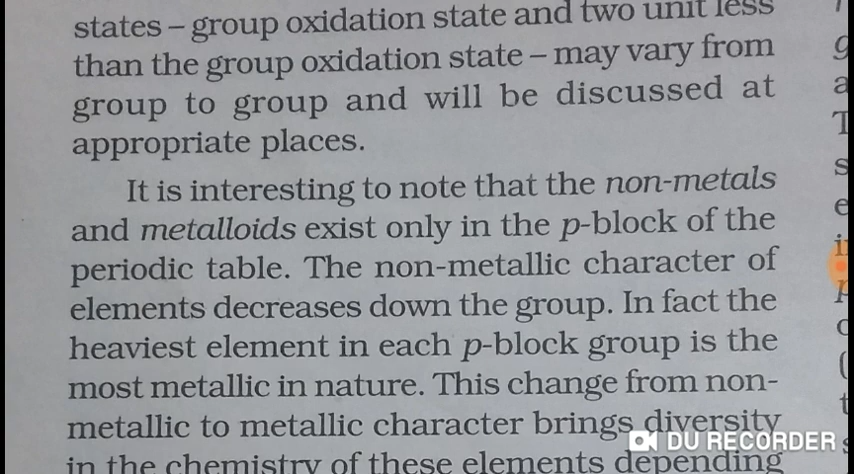 states – group oxidation state and two unit less
than the group oxidation state – may vary from
group to group and will be discussed at
appropriate places.
It is interesting to note that the non-metals
and metalloids exist only in the p-block of the
periodic table. The non-metallic character of
elements decreases down the group. In fact the
heaviest element in each p-block group is the
most metallic in nature. This change from non-
metallic to metallic character brings diversity
in the chemistry of these elements depending
DU RECORDER